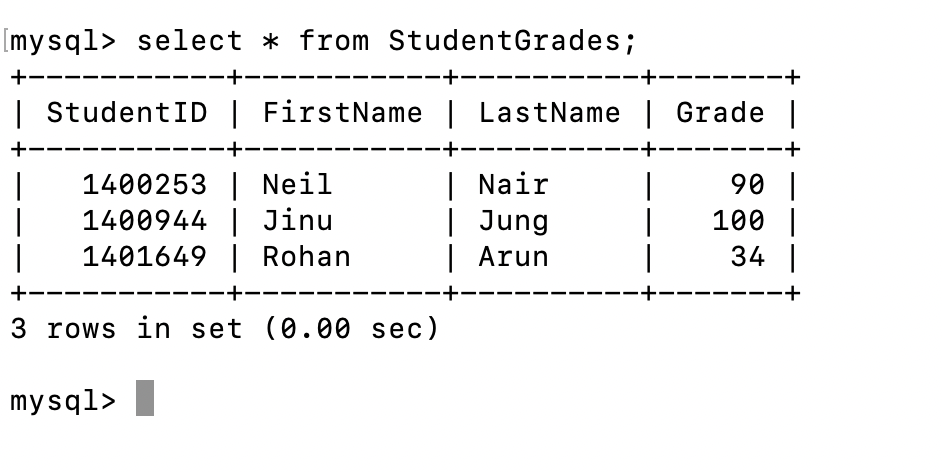 mysql> select * from StudentGrades;
+-----------+-----------+----------+-------+
| StudentID | FirstName | LastName | Grade |
+-----------+-----------+----------+-------+
|   1400253 | Neil      | Nair     |    90 |
|   1400944 | Jinu      | Jung     |   100 |
|   1401649 | Rohan     | Arun     |    34 |
+-----------+-----------+----------+-------+
3 rows in set (0.00 sec)
mysql>